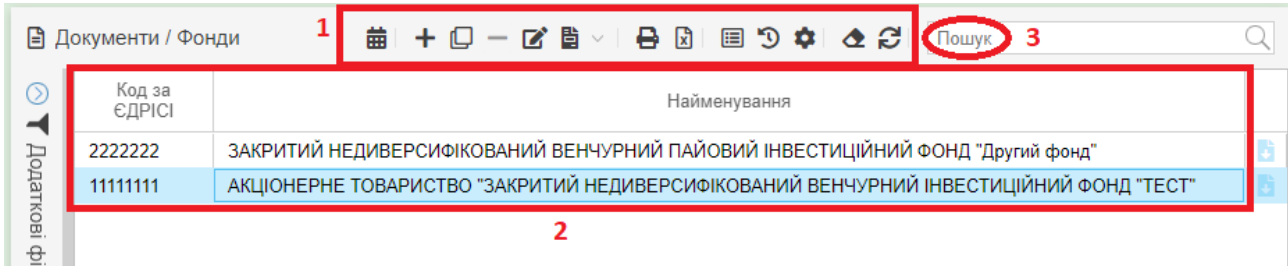 Документи / Фонди
1
Пошук
3
Код за
ЄДРІСІ
Найменування
2222222
ЗАКРИТИЙ НЕДИВЕРСИФІКОВАНИЙ ВЕНЧУРНИЙ ПАЙОВИЙ ІНВЕСТИЦІЙНИЙ ФОНД "Другий фонд"
11111111
АКЦІОНЕРНЕ ТОВАРИСТВО "ЗАКРИТИЙ НЕДИВЕРСИФІКОВАНИЙ ВЕНЧУРНИЙ ІНВЕСТИЦІЙНИЙ ФОНД "ТЕСТ"
2
Додаткові фі